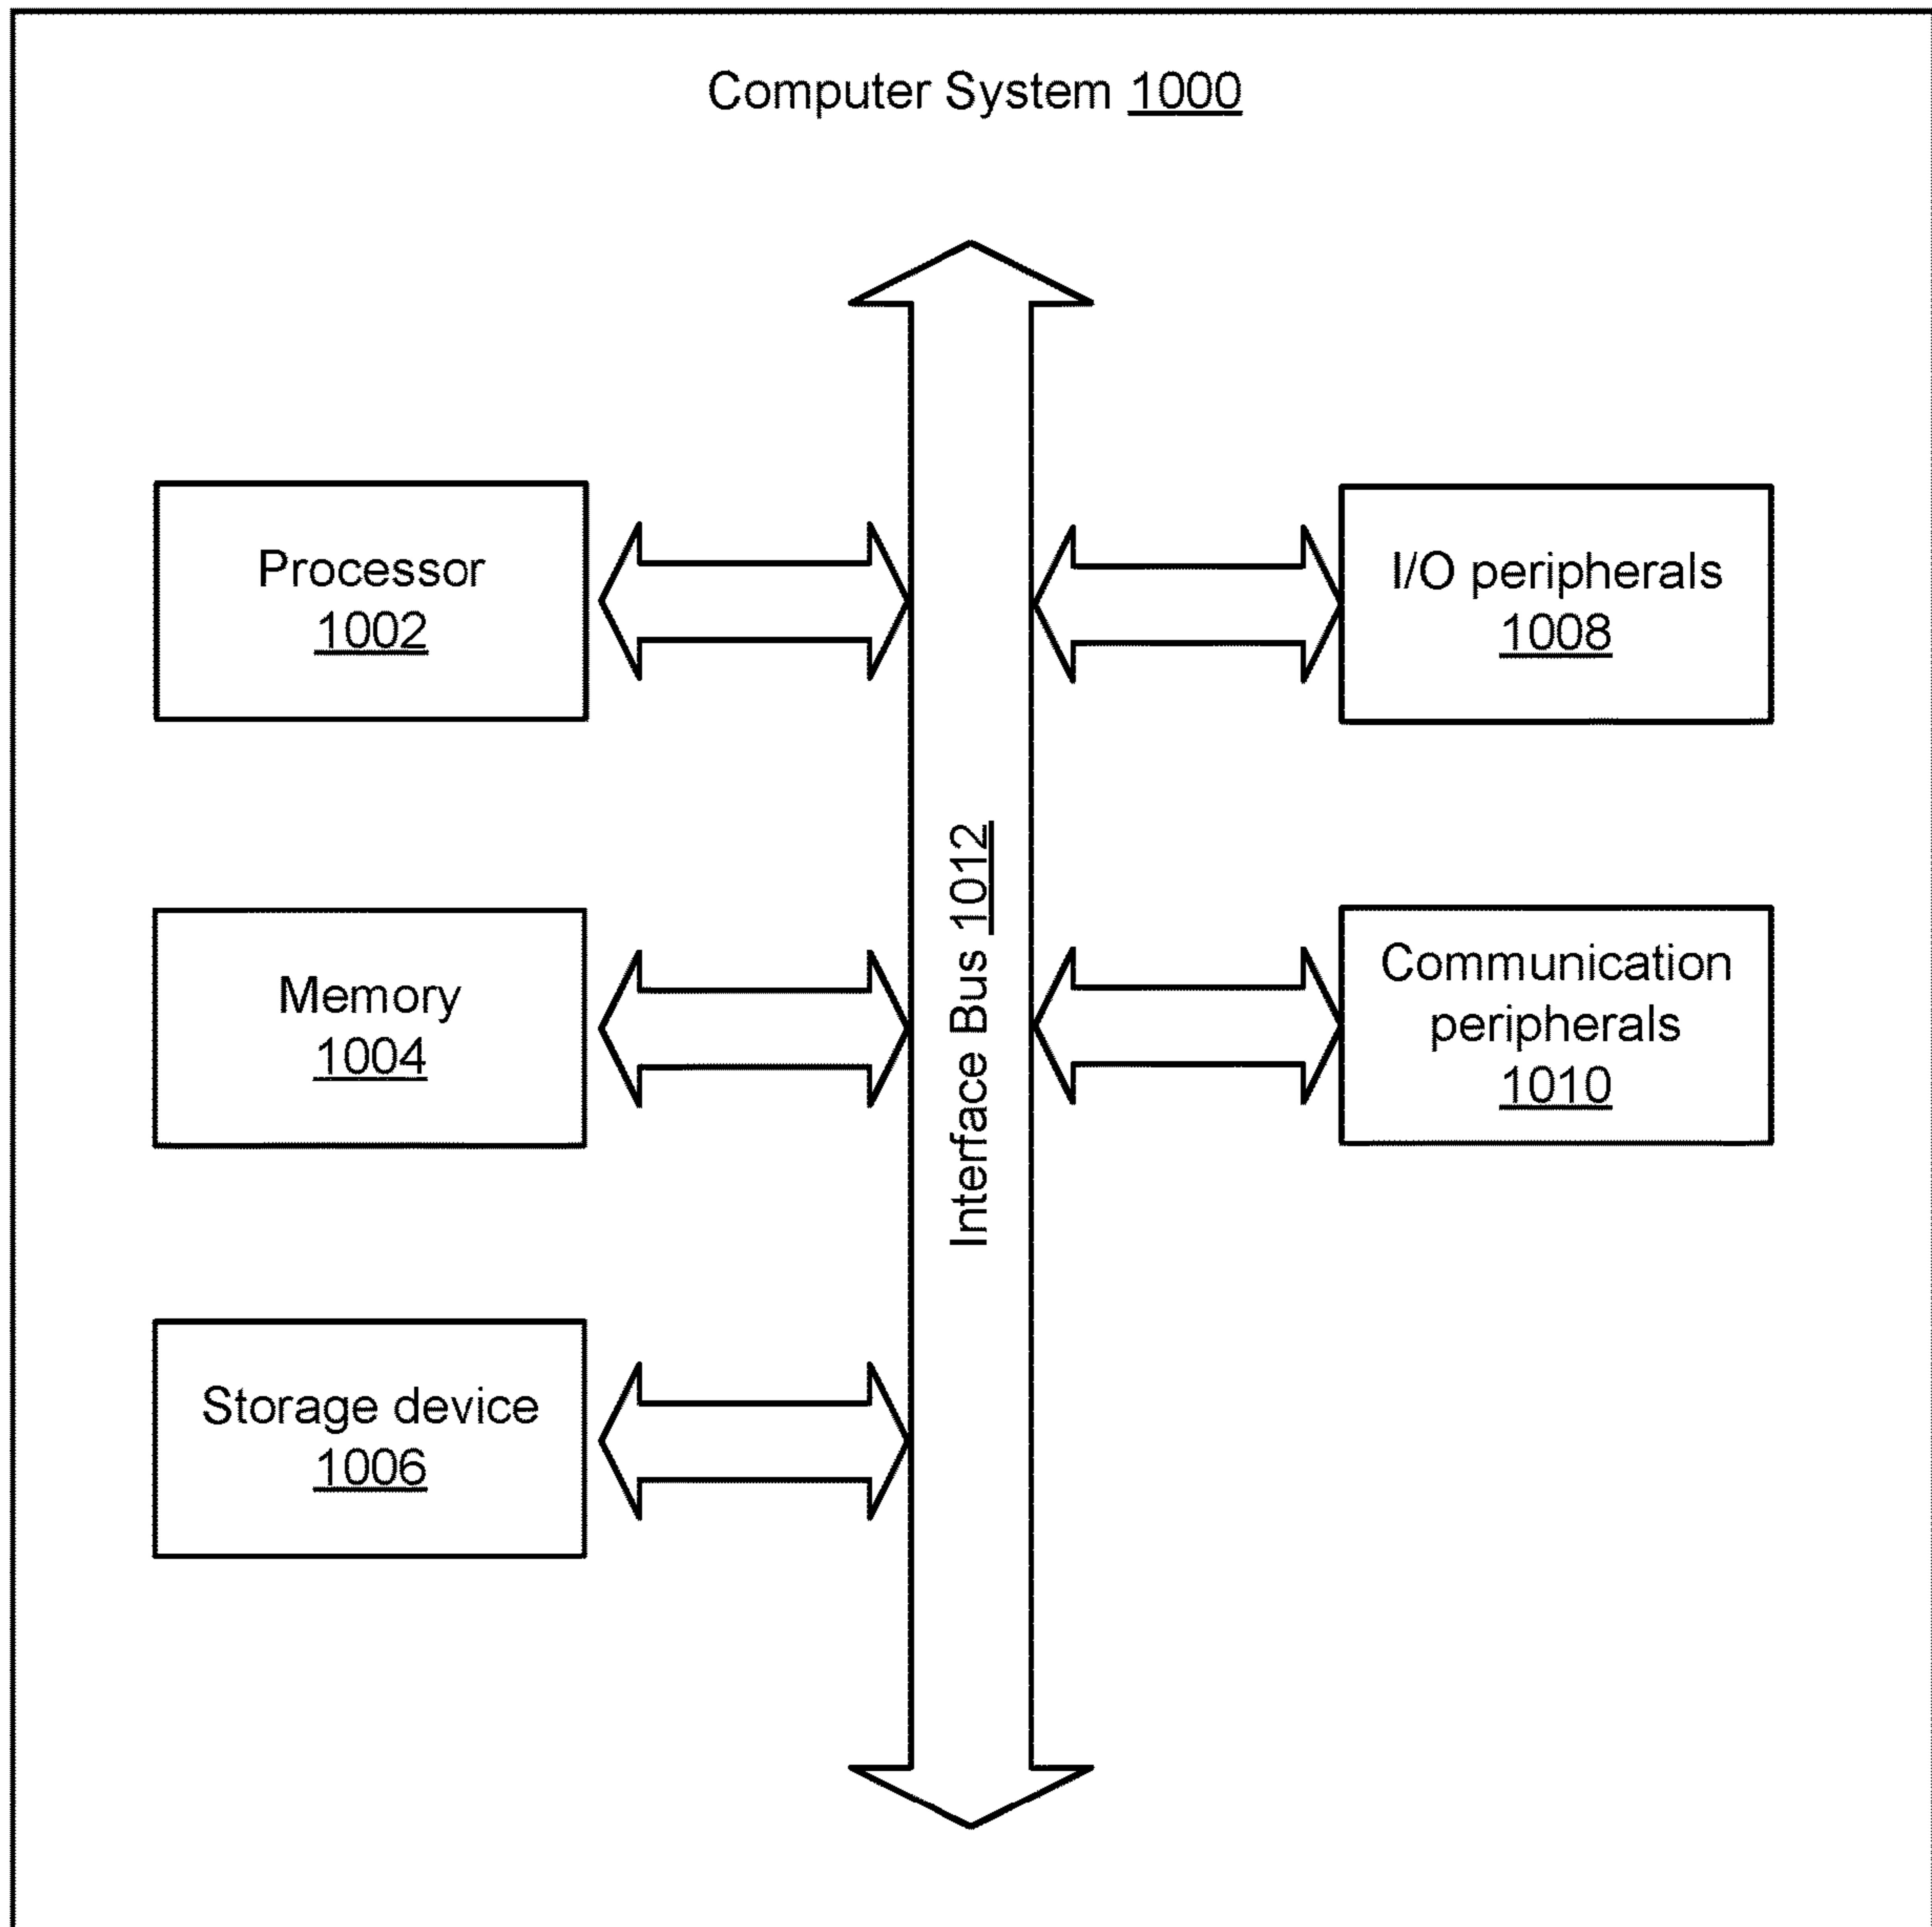 Computer System 1000
Processor
1002
I/O peripherals
1008
Interface Bus 1012
Memory
1004
Communication
peripherals
1010
Storage device
1006